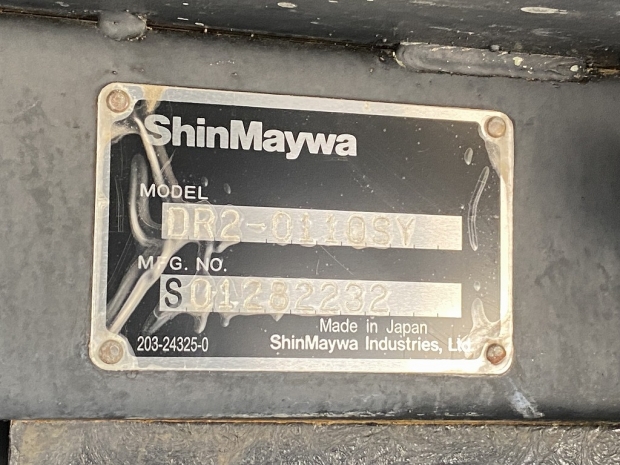 ShinMaywa
MODEL
DR2-0110SY
MFG. NO.
S01282232
Made in Japan
203-24325-0
ShinMaywa Industries, Ltd.